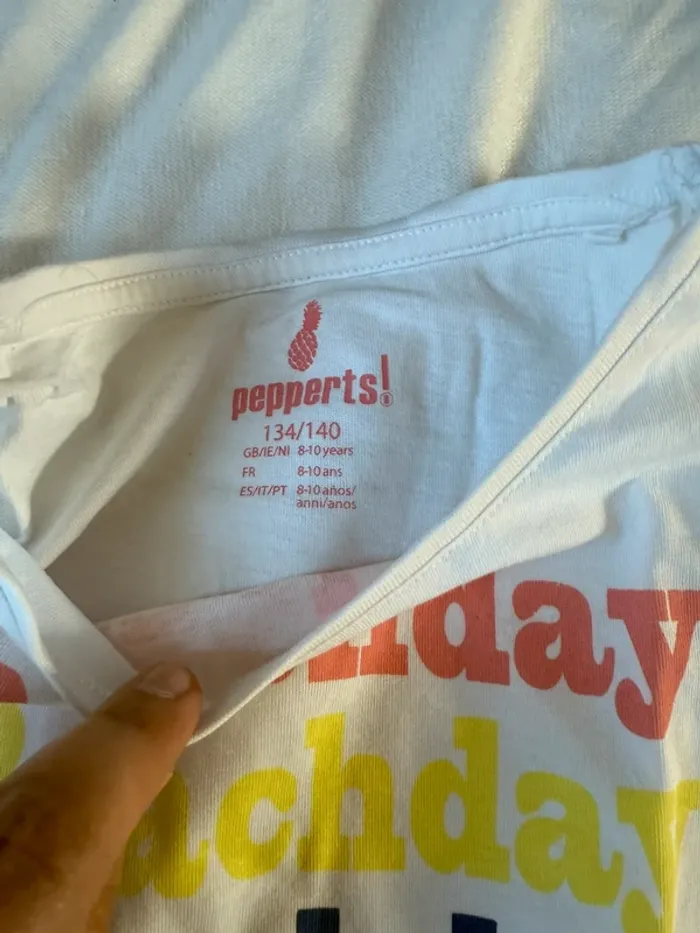 pepperts!
134/140
GB/IE/NI 8-10 years
FR 8-10 ans
ES/IT/PT 8-10 años/
anni/anos
achday